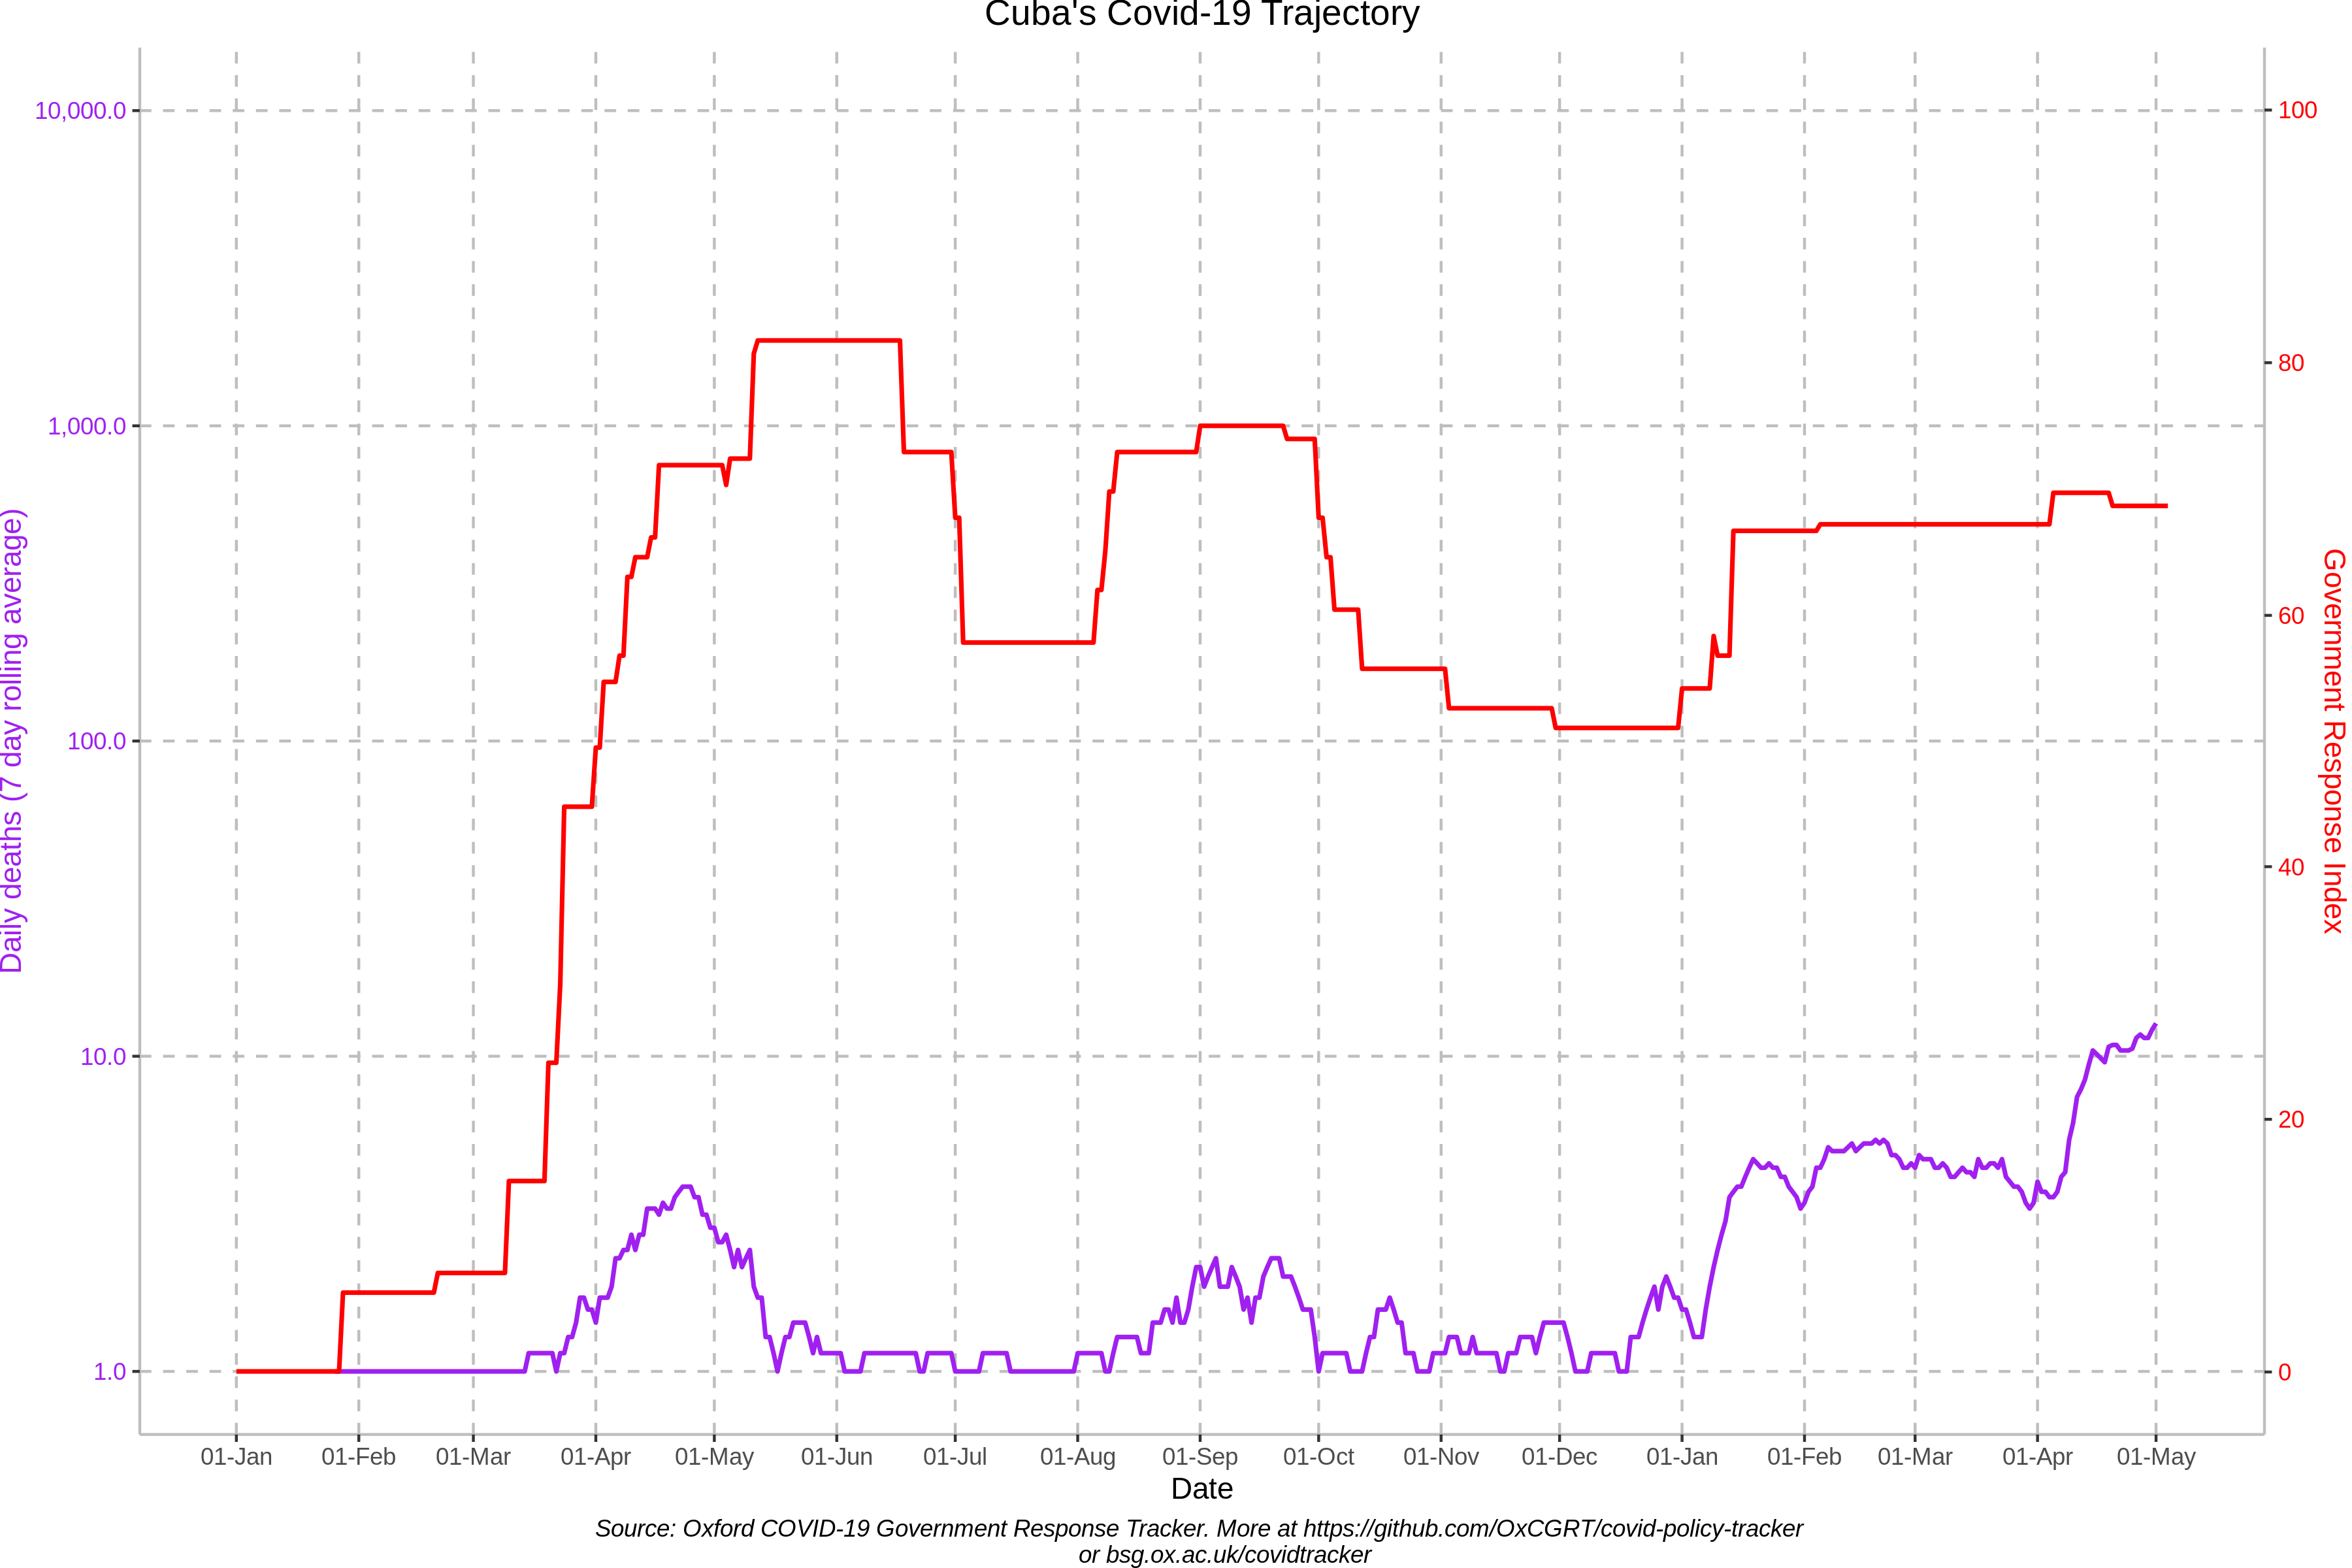 Cuba's Covid-19 Trajectory
10,000.0
1,000.0
100.0
10.0
1.0
Daily deaths (7 day rolling average)
100
80
60
40
20
0
Government Response Index
01-Jan 01-Feb 01-Mar 01-Apr 01-May 01-Jun 01-Jul 01-Aug 01-Sep 01-Oct 01-Nov 01-Dec 01-Jan 01-Feb 01-Mar 01-Apr 01-May
Date
Source: Oxford COVID-19 Government Response Tracker. More at https://github.com/OxCGRT/covid-policy-tracker
or bsg.ox.ac.uk/covidtracker